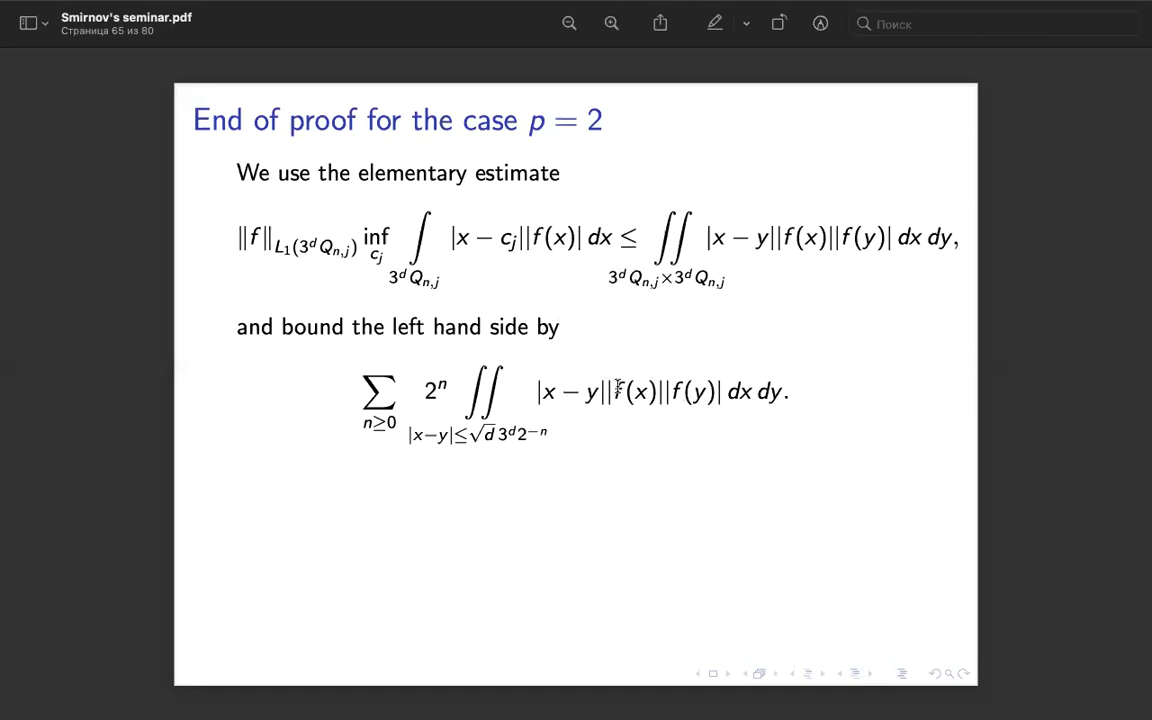 Smirnov's seminar.pdf
Страница 65 из 80
Поиск
End of proof for the case p = 2
We use the elementary estimate
‖f‖_{L_1(3^d Q_{n,j})} inf_{c_j} ∫_{3^d Q_{n,j}} |x − c_j||f(x)| dx ≤ ∬_{3^d Q_{n,j}×3^d Q_{n,j}} |x − y||f(x)||f(y)| dx dy,
and bound the left hand side by
∑_{n≥0} 2^n ∬_{|x−y|≤√d 3^d 2^{−n}} |x − y||f(x)||f(y)| dx dy.